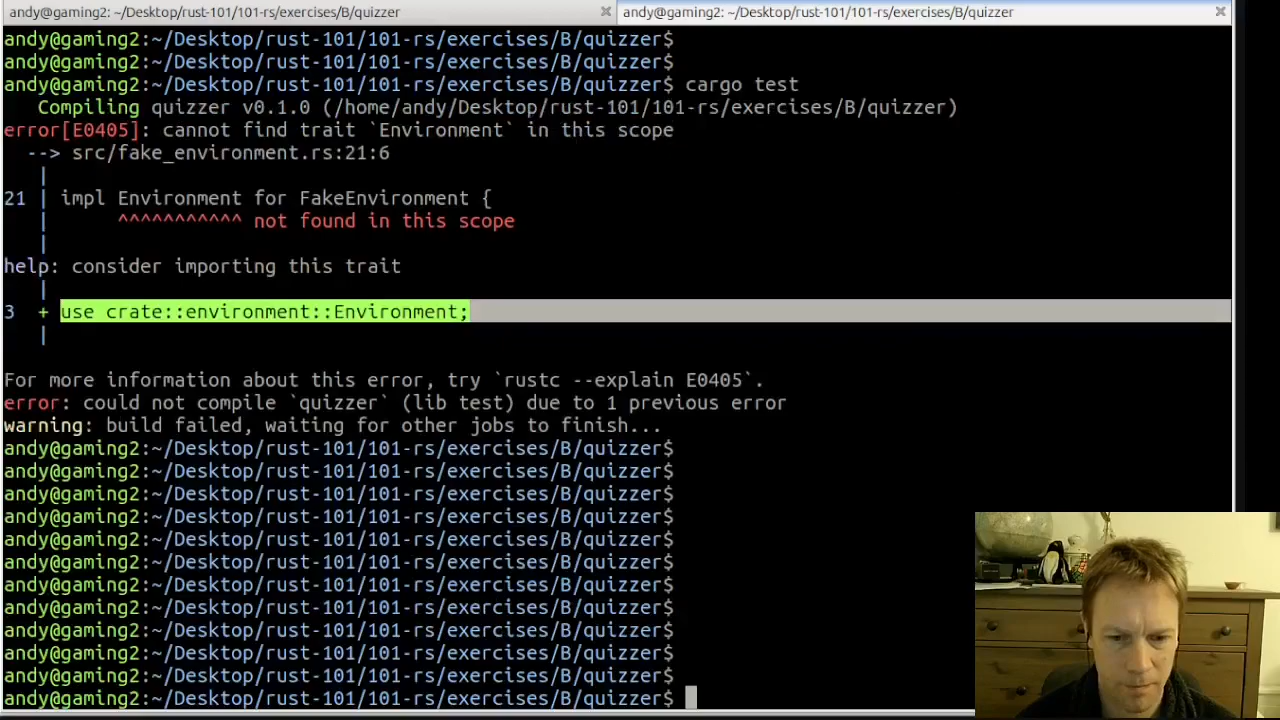 andy@gaming2: ~/Desktop/rust-101/101-rs/exercises/B/quizzer × andy@gaming2: ~/Desktop/rust-101/101-rs/exercises/B/quizzer ×
andy@gaming2:~/Desktop/rust-101/101-rs/exercises/B/quizzer$
andy@gaming2:~/Desktop/rust-101/101-rs/exercises/B/quizzer$
andy@gaming2:~/Desktop/rust-101/101-rs/exercises/B/quizzer$ cargo test
   Compiling quizzer v0.1.0 (/home/andy/Desktop/rust-101/101-rs/exercises/B/quizzer)
error[E0405]: cannot find trait `Environment` in this scope
  --> src/fake_environment.rs:21:6
   |
21 | impl Environment for FakeEnvironment {
   |      ^^^^^^^^^^^ not found in this scope
   |
help: consider importing this trait
   |
3  + use crate::environment::Environment;
   |
For more information about this error, try `rustc --explain E0405`.
error: could not compile `quizzer` (lib test) due to 1 previous error
warning: build failed, waiting for other jobs to finish...
andy@gaming2:~/Desktop/rust-101/101-rs/exercises/B/quizzer$
andy@gaming2:~/Desktop/rust-101/101-rs/exercises/B/quizzer$
andy@gaming2:~/Desktop/rust-101/101-rs/exercises/B/quizzer$
andy@gaming2:~/Desktop/rust-101/101-rs/exercises/B/quizzer$
andy@gaming2:~/Desktop/rust-101/101-rs/exercises/B/quizzer$
andy@gaming2:~/Desktop/rust-101/101-rs/exercises/B/quizzer$
andy@gaming2:~/Desktop/rust-101/101-rs/exercises/B/quizzer$
andy@gaming2:~/Desktop/rust-101/101-rs/exercises/B/quizzer$
andy@gaming2:~/Desktop/rust-101/101-rs/exercises/B/quizzer$
andy@gaming2:~/Desktop/rust-101/101-rs/exercises/B/quizzer$
andy@gaming2:~/Desktop/rust-101/101-rs/exercises/B/quizzer$
andy@gaming2:~/Desktop/rust-101/101-rs/exercises/B/quizzer$